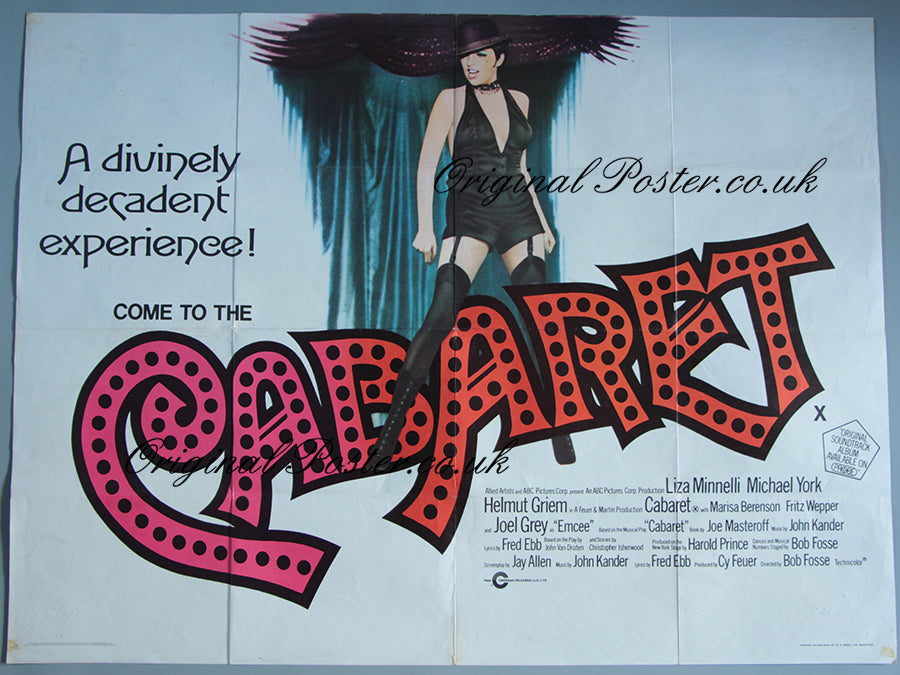 A divinely
decadent
experience!
Original Poster.co.uk
COME TO THE
CABARET
X
"ORIGINAL
SOUNDTRACK
ALBUM
AVAILABLE ON
Original Poster.co.uk
Allied Artists and ABC Pictures Corp. present An ABC Pictures Corp. Production Liza Minnelli Michael York
Helmut Griem in A Feuer & Martin Production Cabaret with Marisa Berenson Fritz Wepper
and Joel Grey as "Emcee" Based on the Musical Play "Cabaret" Book by Joe Masteroff Music by John Kander
Lyrics by Fred Ebb Based on the Play by John Van Druten and Stories by Christopher Isherwood Produced on the New York Stage by Harold Prince Dances and Musical Numbers Staged by Bob Fosse
Screenplay by Jay Allen Music by John Kander Lyrics by Fred Ebb Produced by Cy Feuer Directed by Bob Fosse Technicolor®